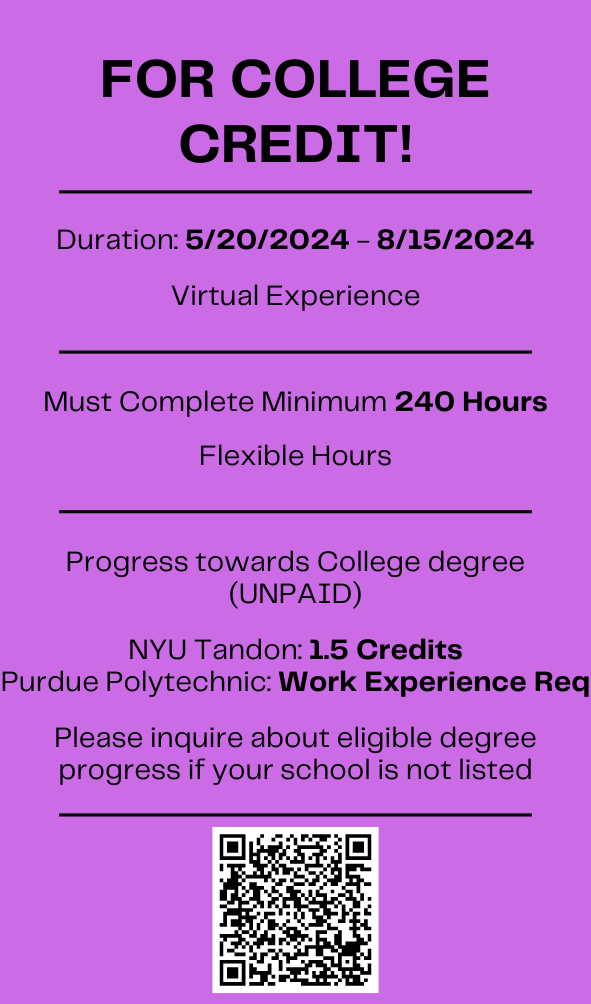 FOR COLLEGE
CREDIT!
Duration: 5/20/2024 – 8/15/2024
Virtual Experience
Must Complete Minimum 240 Hours
Flexible Hours
Progress towards College degree
(UNPAID)
NYU Tandon: 1.5 Credits
Purdue Polytechnic: Work Experience Req
Please inquire about eligible degree
progress if your school is not listed